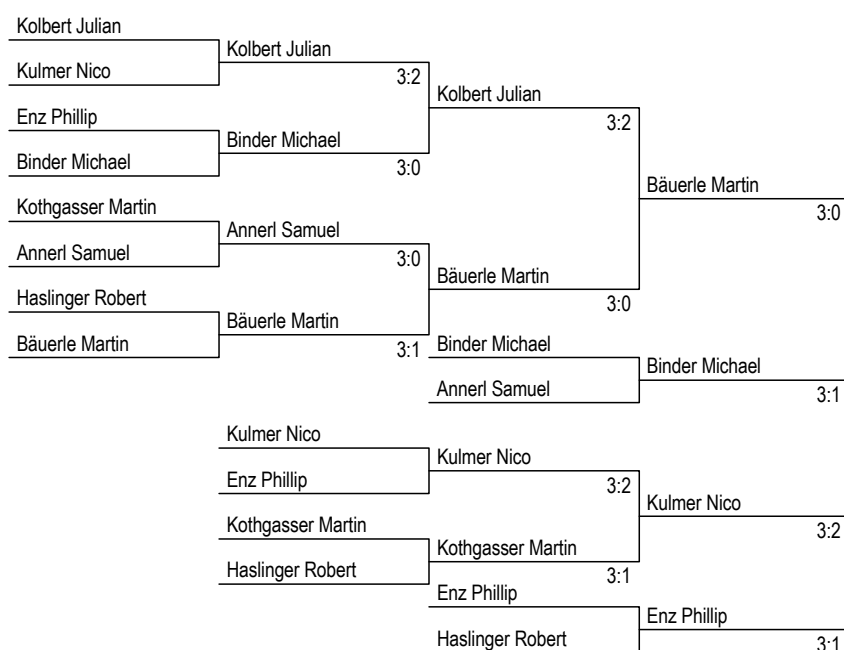 Kolbert Julian
Kolbert Julian
Kulmer Nico
3:2
Kolbert Julian
Enz Phillip
3:2
Binder Michael
Binder Michael
3:0
Bäuerle Martin
Kothgasser Martin
3:0
Annerl Samuel
Annerl Samuel
3:0
Bäuerle Martin
Haslinger Robert
3:0
Bäuerle Martin
Bäuerle Martin
3:1
Binder Michael
Binder Michael
Annerl Samuel
3:1
Kulmer Nico
Kulmer Nico
Enz Phillip
3:2
Kulmer Nico
Kothgasser Martin
3:2
Kothgasser Martin
Haslinger Robert
3:1
Enz Phillip
Enz Phillip
Haslinger Robert
3:1